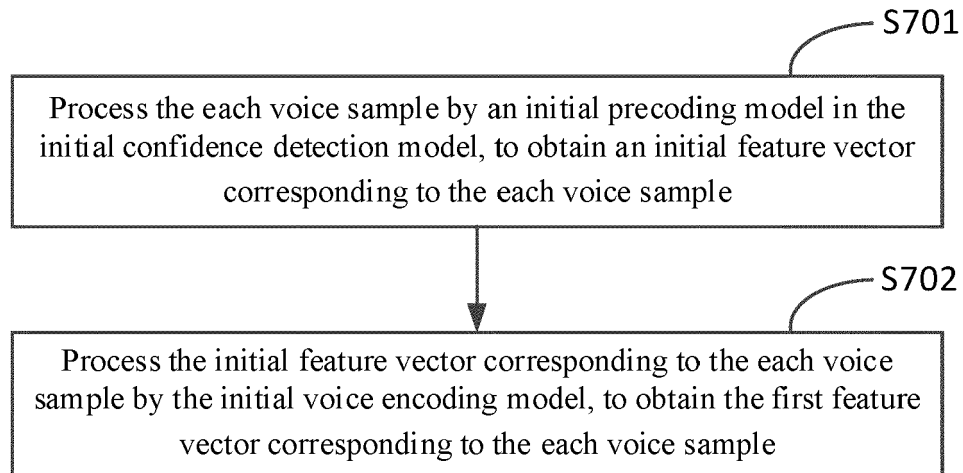 S701
Process the each voice sample by an initial precoding model in the
initial confidence detection model, to obtain an initial feature vector
corresponding to the each voice sample
S702
Process the initial feature vector corresponding to the each voice
sample by the initial voice encoding model, to obtain the first feature
vector corresponding to the each voice sample